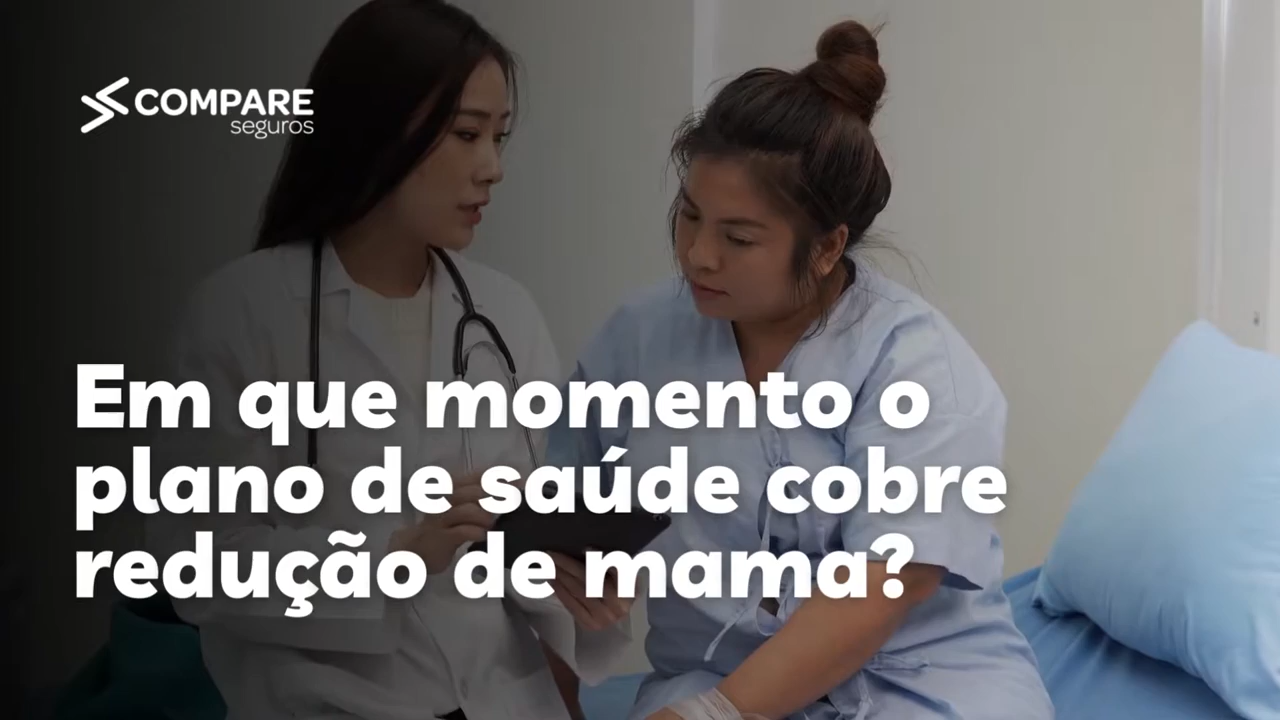 COMPARE
seguros
Em que momento o
plano de saúde cobre
redução de mama?